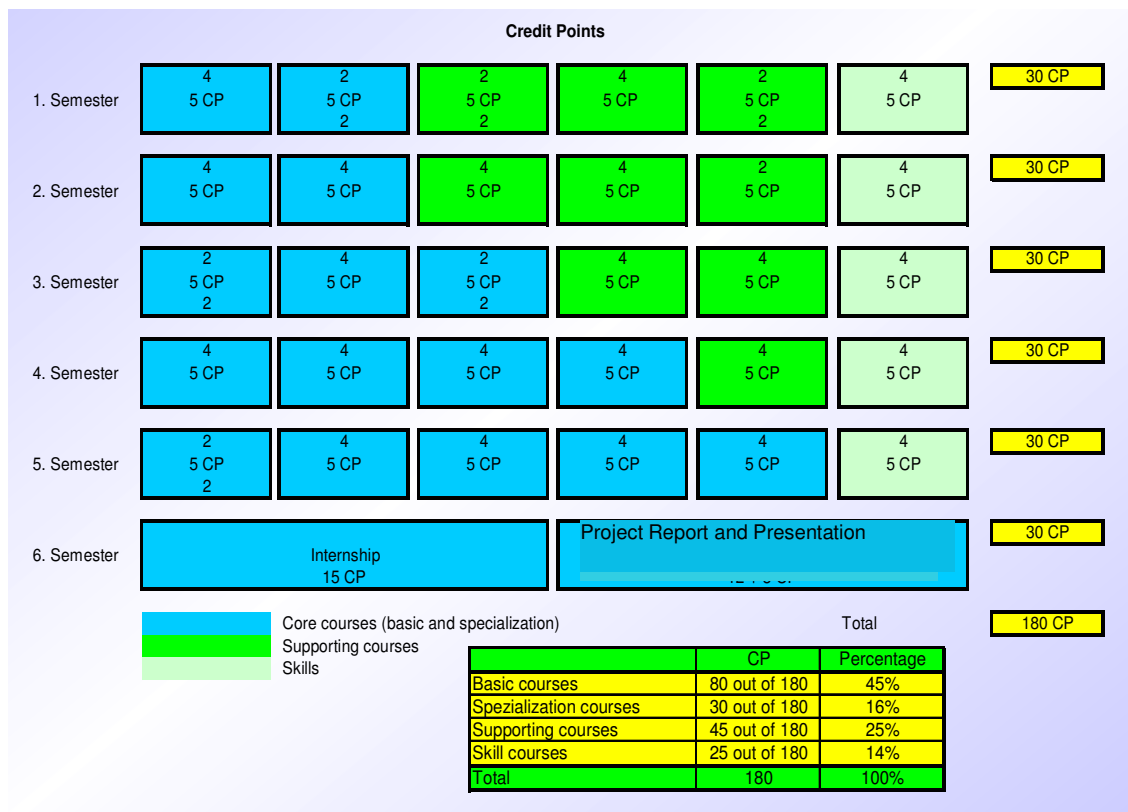 Credit Points
4 2 2 4 2 4 30 CP
1. Semester 5 CP 5 CP 5 CP 5 CP 5 CP 5 CP
2 2 2
4 4 4 4 2 4 30 CP
2. Semester 5 CP 5 CP 5 CP 5 CP 5 CP 5 CP
2 4 2 4 4 4 30 CP
3. Semester 5 CP 5 CP 5 CP 5 CP 5 CP 5 CP
2 2
4 4 4 4 4 4 30 CP
4. Semester 5 CP 5 CP 5 CP 5 CP 5 CP 5 CP
2 4 4 4 4 4 30 CP
5. Semester 5 CP 5 CP 5 CP 5 CP 5 CP 5 CP
2
Project Report and Presentation 30 CP
6. Semester Internship
15 CP
Core courses (basic and specialization) Total 180 CP
Supporting courses
Skills
CP Percentage
Basic courses 80 out of 180 45%
Spezialization courses 30 out of 180 16%
Supporting courses 45 out of 180 25%
Skill courses 25 out of 180 14%
Total 180 100%